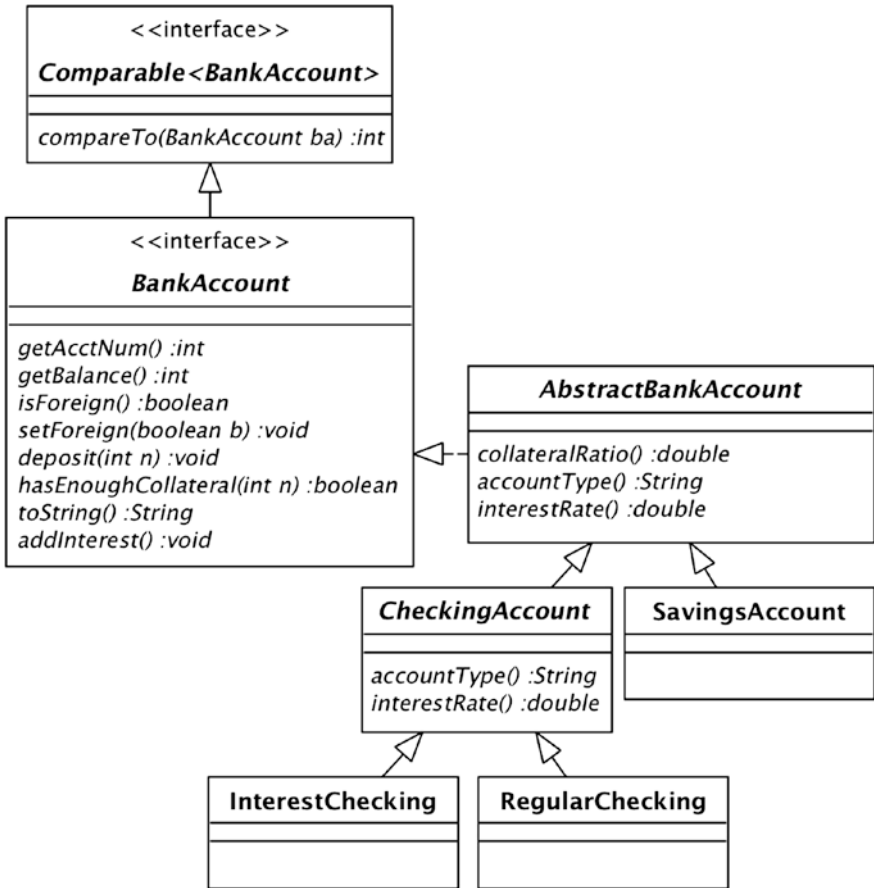 <<interface>>
Comparable<BankAccount>
compareTo(BankAccount ba) :int
<<interface>>
BankAccount
getAcctNum() :int
getBalance() :int
isForeign() :boolean
setForeign(boolean b) :void
deposit(int n) :void
hasEnoughCollateral(int n) :boolean
toString() :String
addInterest() :void
AbstractBankAccount
collateralRatio() :double
accountType() :String
interestRate() :double
CheckingAccount
accountType() :String
interestRate() :double
SavingsAccount
InterestChecking
RegularChecking